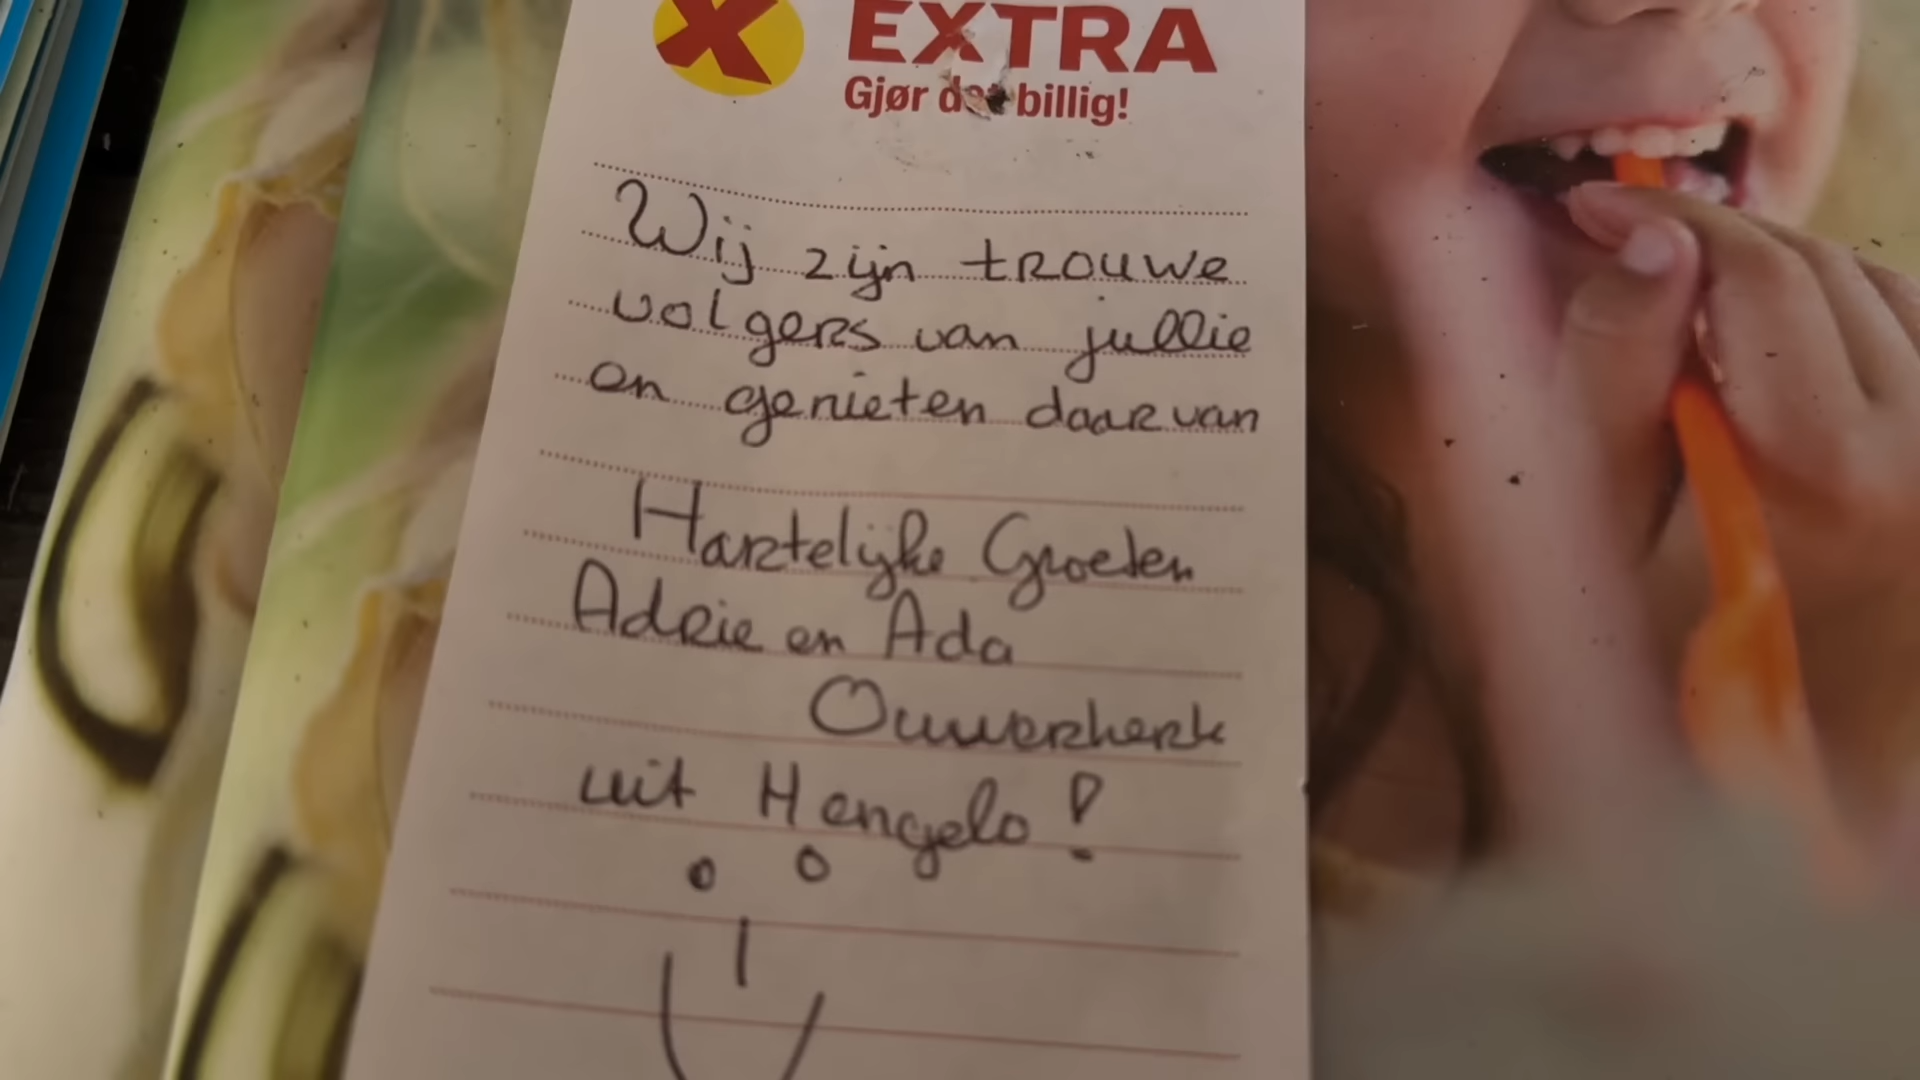 EXTRA
Gjør det billig!
Wij zijn trouwe
volgers van jullie
en genieten daarvan
Hartelijke Groeten
Adrie en Ada
Ouwerkerk
uit Hengelo!